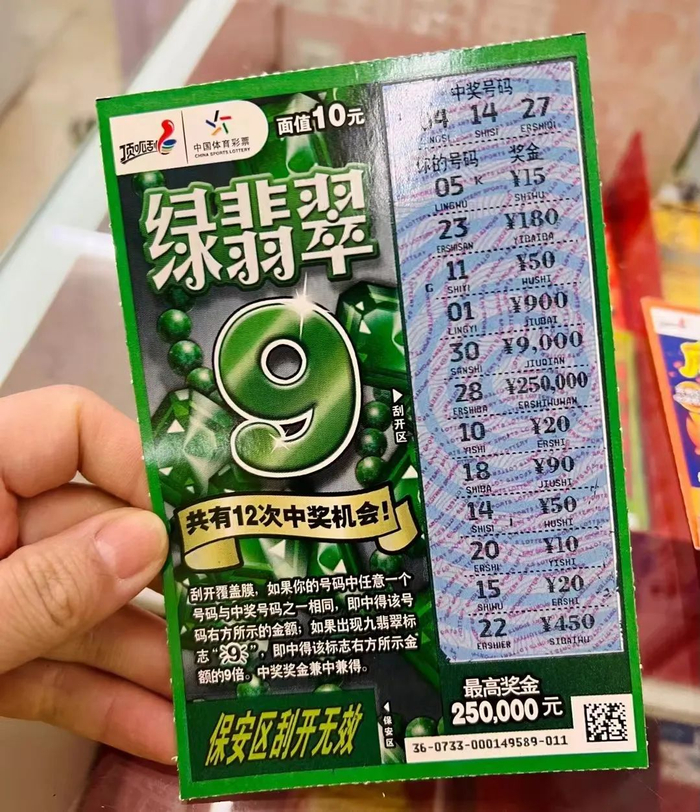 顶呱刮
中国体育彩票
CHINA SPORTS LOTTERY
面值10元
绿翡翠
9
共有12次中奖机会!
刮开覆盖膜，如果你的号码中任意一个
号码与中奖号码之一相同，即中得该号
码右方所示的金额；如果出现九翡翠标
志“9”，即中得该标志右方所示金
额的9倍。中奖奖金兼中兼得。
保安区刮开无效
刮开区
保安区
中奖号码
04 14 27
LINGSI SHISI ERSHIQI
你的号码 奖金
05 K ¥15
LINGWU SHIWU
23 ¥180
ERSHISAN YIBAIBA
11 ¥50
G SHIYI WUSHI
01 ¥900
LINGYI JIUBAI
30 ¥9,000
SANSHI JIUQIAN
28 ¥250,000
ERSHIBA ERSHIWUWAN
10 ¥20
YISHI ERSHI
18 ¥90
SHIBA JIUSHI
14 ¥50
SHISI WUSHI
20 ¥10
ERSHI YISHI
15 ¥20
SHIWU ERSHI
22 ¥450
ERSHIER SIBAIWU
最高奖金
250,000元
36-0733-000149589-011